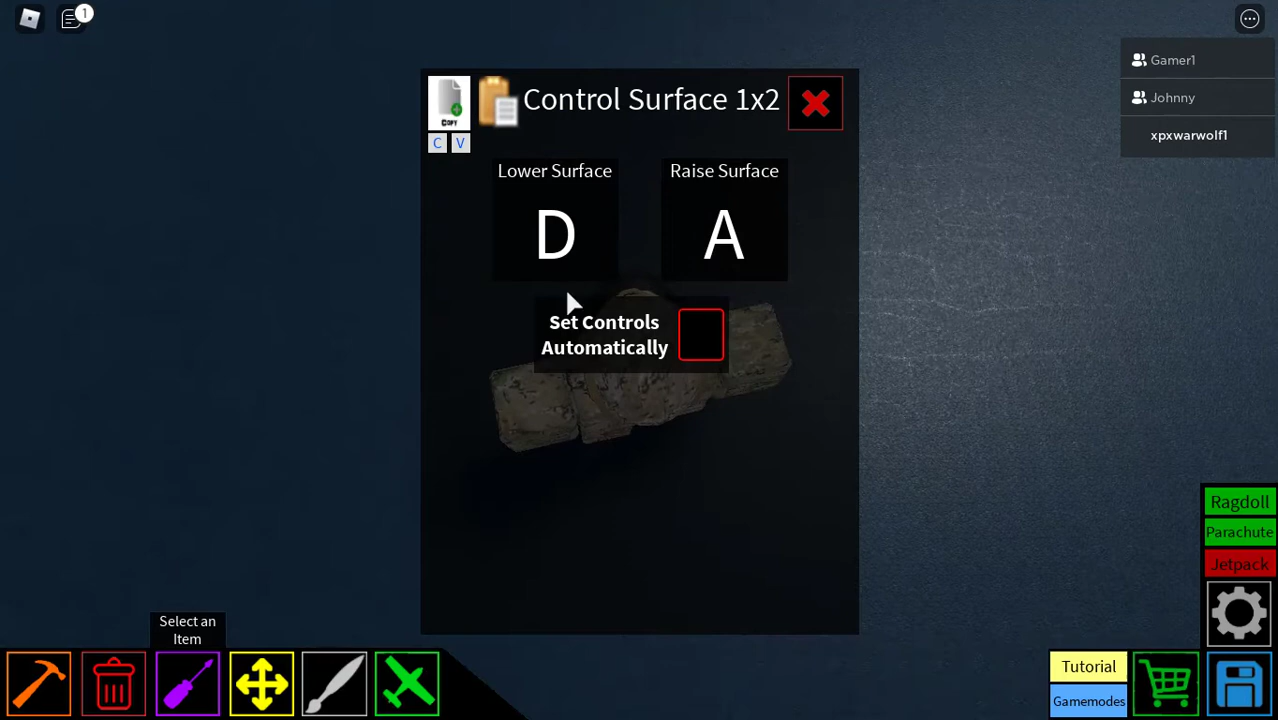 1
Gamer1
Johnny
xpxwarwolf1
Control Surface 1x2
COPY
C V
Lower Surface
Raise Surface
D
A
Set Controls
Automatically
Ragdoll
Parachute
Jetpack
Select an
Item
Tutorial
Gamemodes